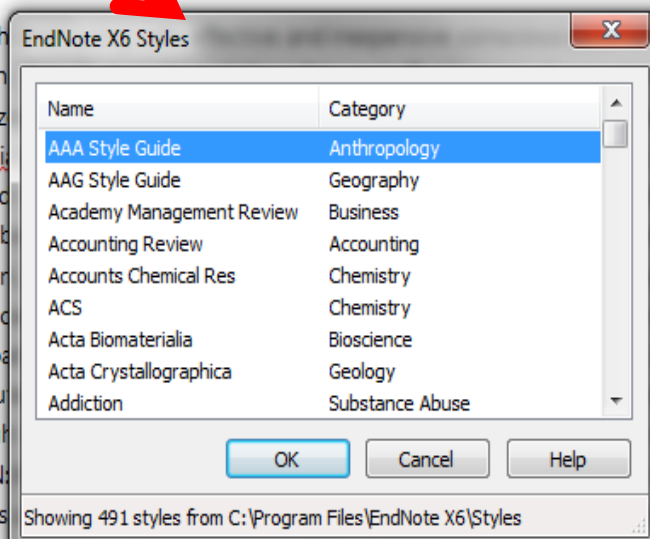 EndNote X6 Styles
Name Category
AAA Style Guide Anthropology
AAG Style Guide Geography
Academy Management Review Business
Accounting Review Accounting
Accounts Chemical Res Chemistry
ACS Chemistry
Acta Biomaterialia Bioscience
Acta Crystallographica Geology
Addiction Substance Abuse
OK Cancel Help
Showing 491 styles from C:\Program Files\EndNote X6\Styles